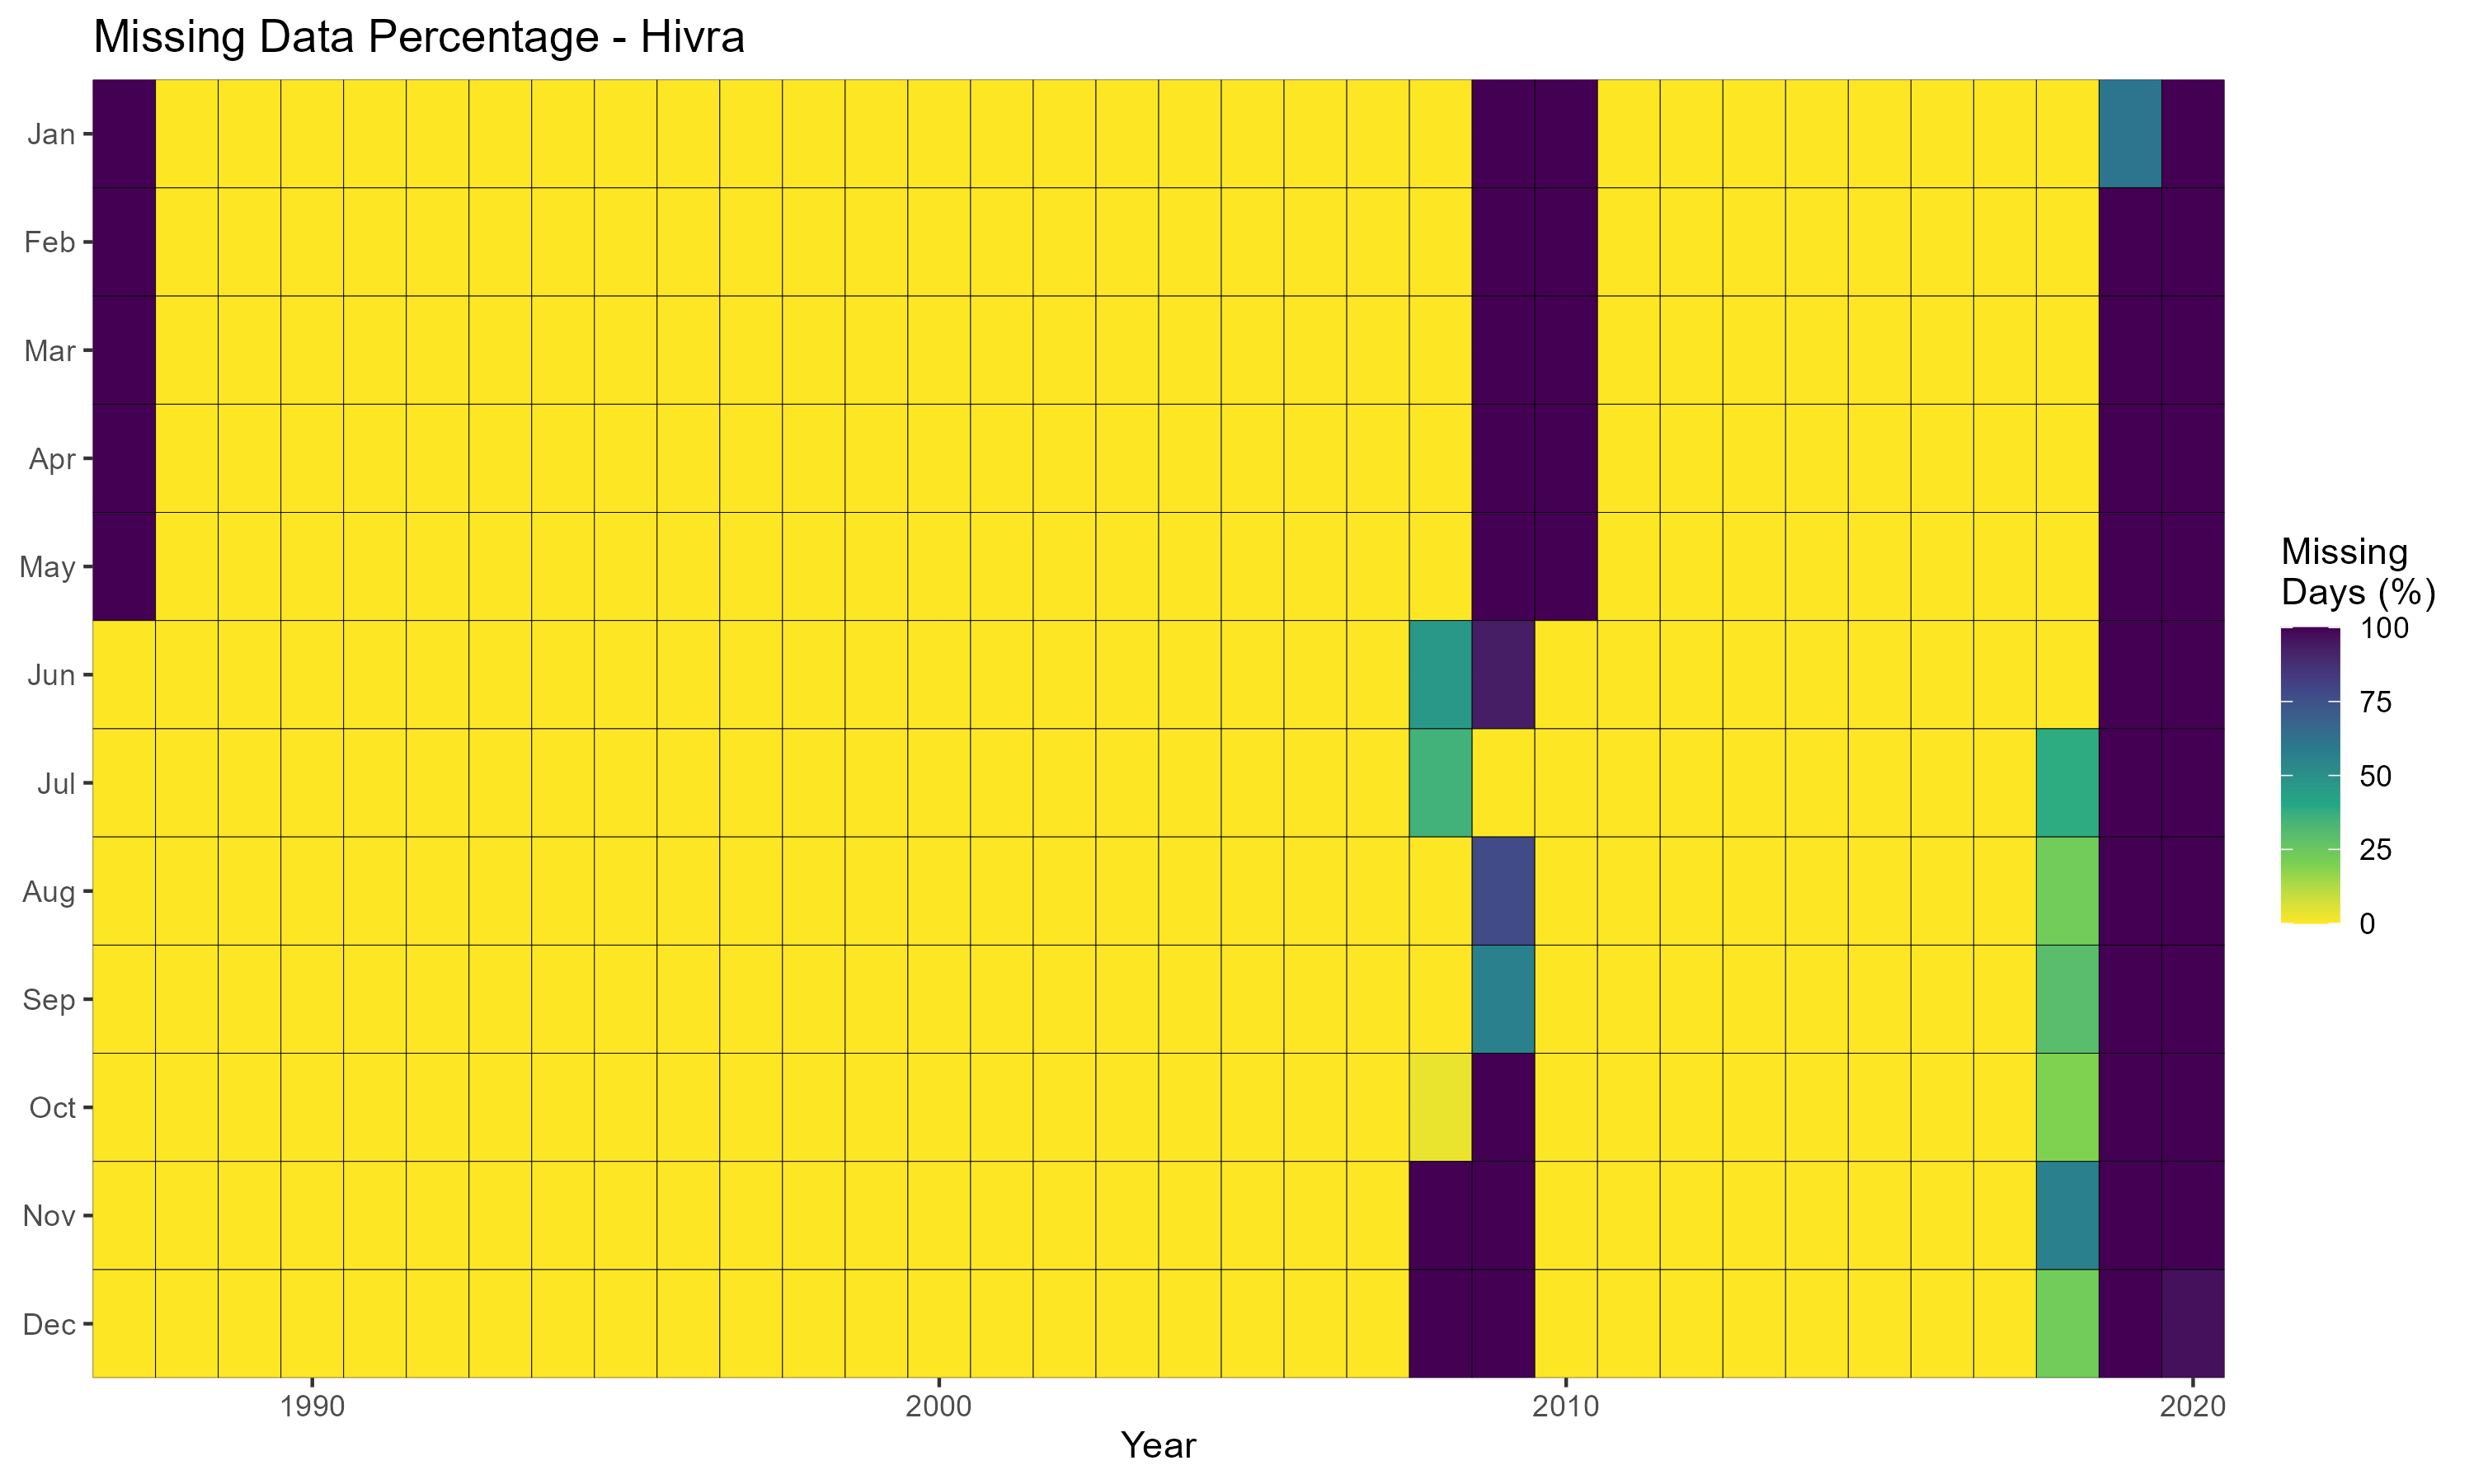 Missing Data Percentage - Hivra
Jan
Feb
Mar
Apr
May
Jun
Jul
Aug
Sep
Oct
Nov
Dec
1990
2000
2010
2020
Year
Missing
Days (%)
100
75
50
25
0